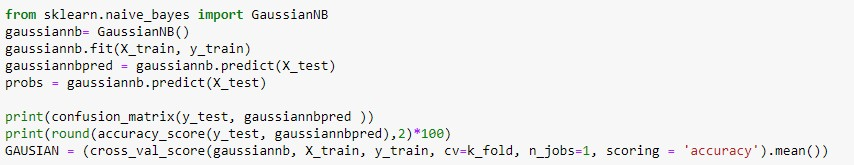 from sklearn.naive_bayes import GaussianNB
gaussiannb= GaussianNB()
gaussiannb.fit(X_train, y_train)
gaussiannbpred = gaussiannb.predict(X_test)
probs = gaussiannb.predict(X_test)
print(confusion_matrix(y_test, gaussiannbpred ))
print(round(accuracy_score(y_test, gaussiannbpred),2)*100)
GAUSIAN = (cross_val_score(gaussiannb, X_train, y_train, cv=k_fold, n_jobs=1, scoring = 'accuracy').mean())